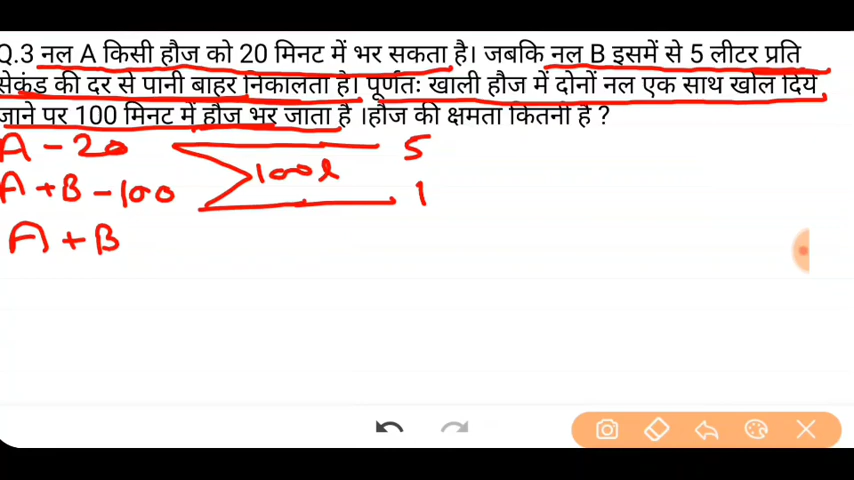 Q.3 नल A किसी हौज को 20 मिनट में भर सकता है। जबकि नल B इसमें से 5 लीटर प्रति
सेकंड की दर से पानी बाहर निकालता है। पूर्णतः खाली हौज में दोनों नल एक साथ खोल दिये
जाने पर 100 मिनट में हौज भर जाता है ।हौज की क्षमता कितनी है ?
A - 20 5
A + B - 100 100l 1
A + B